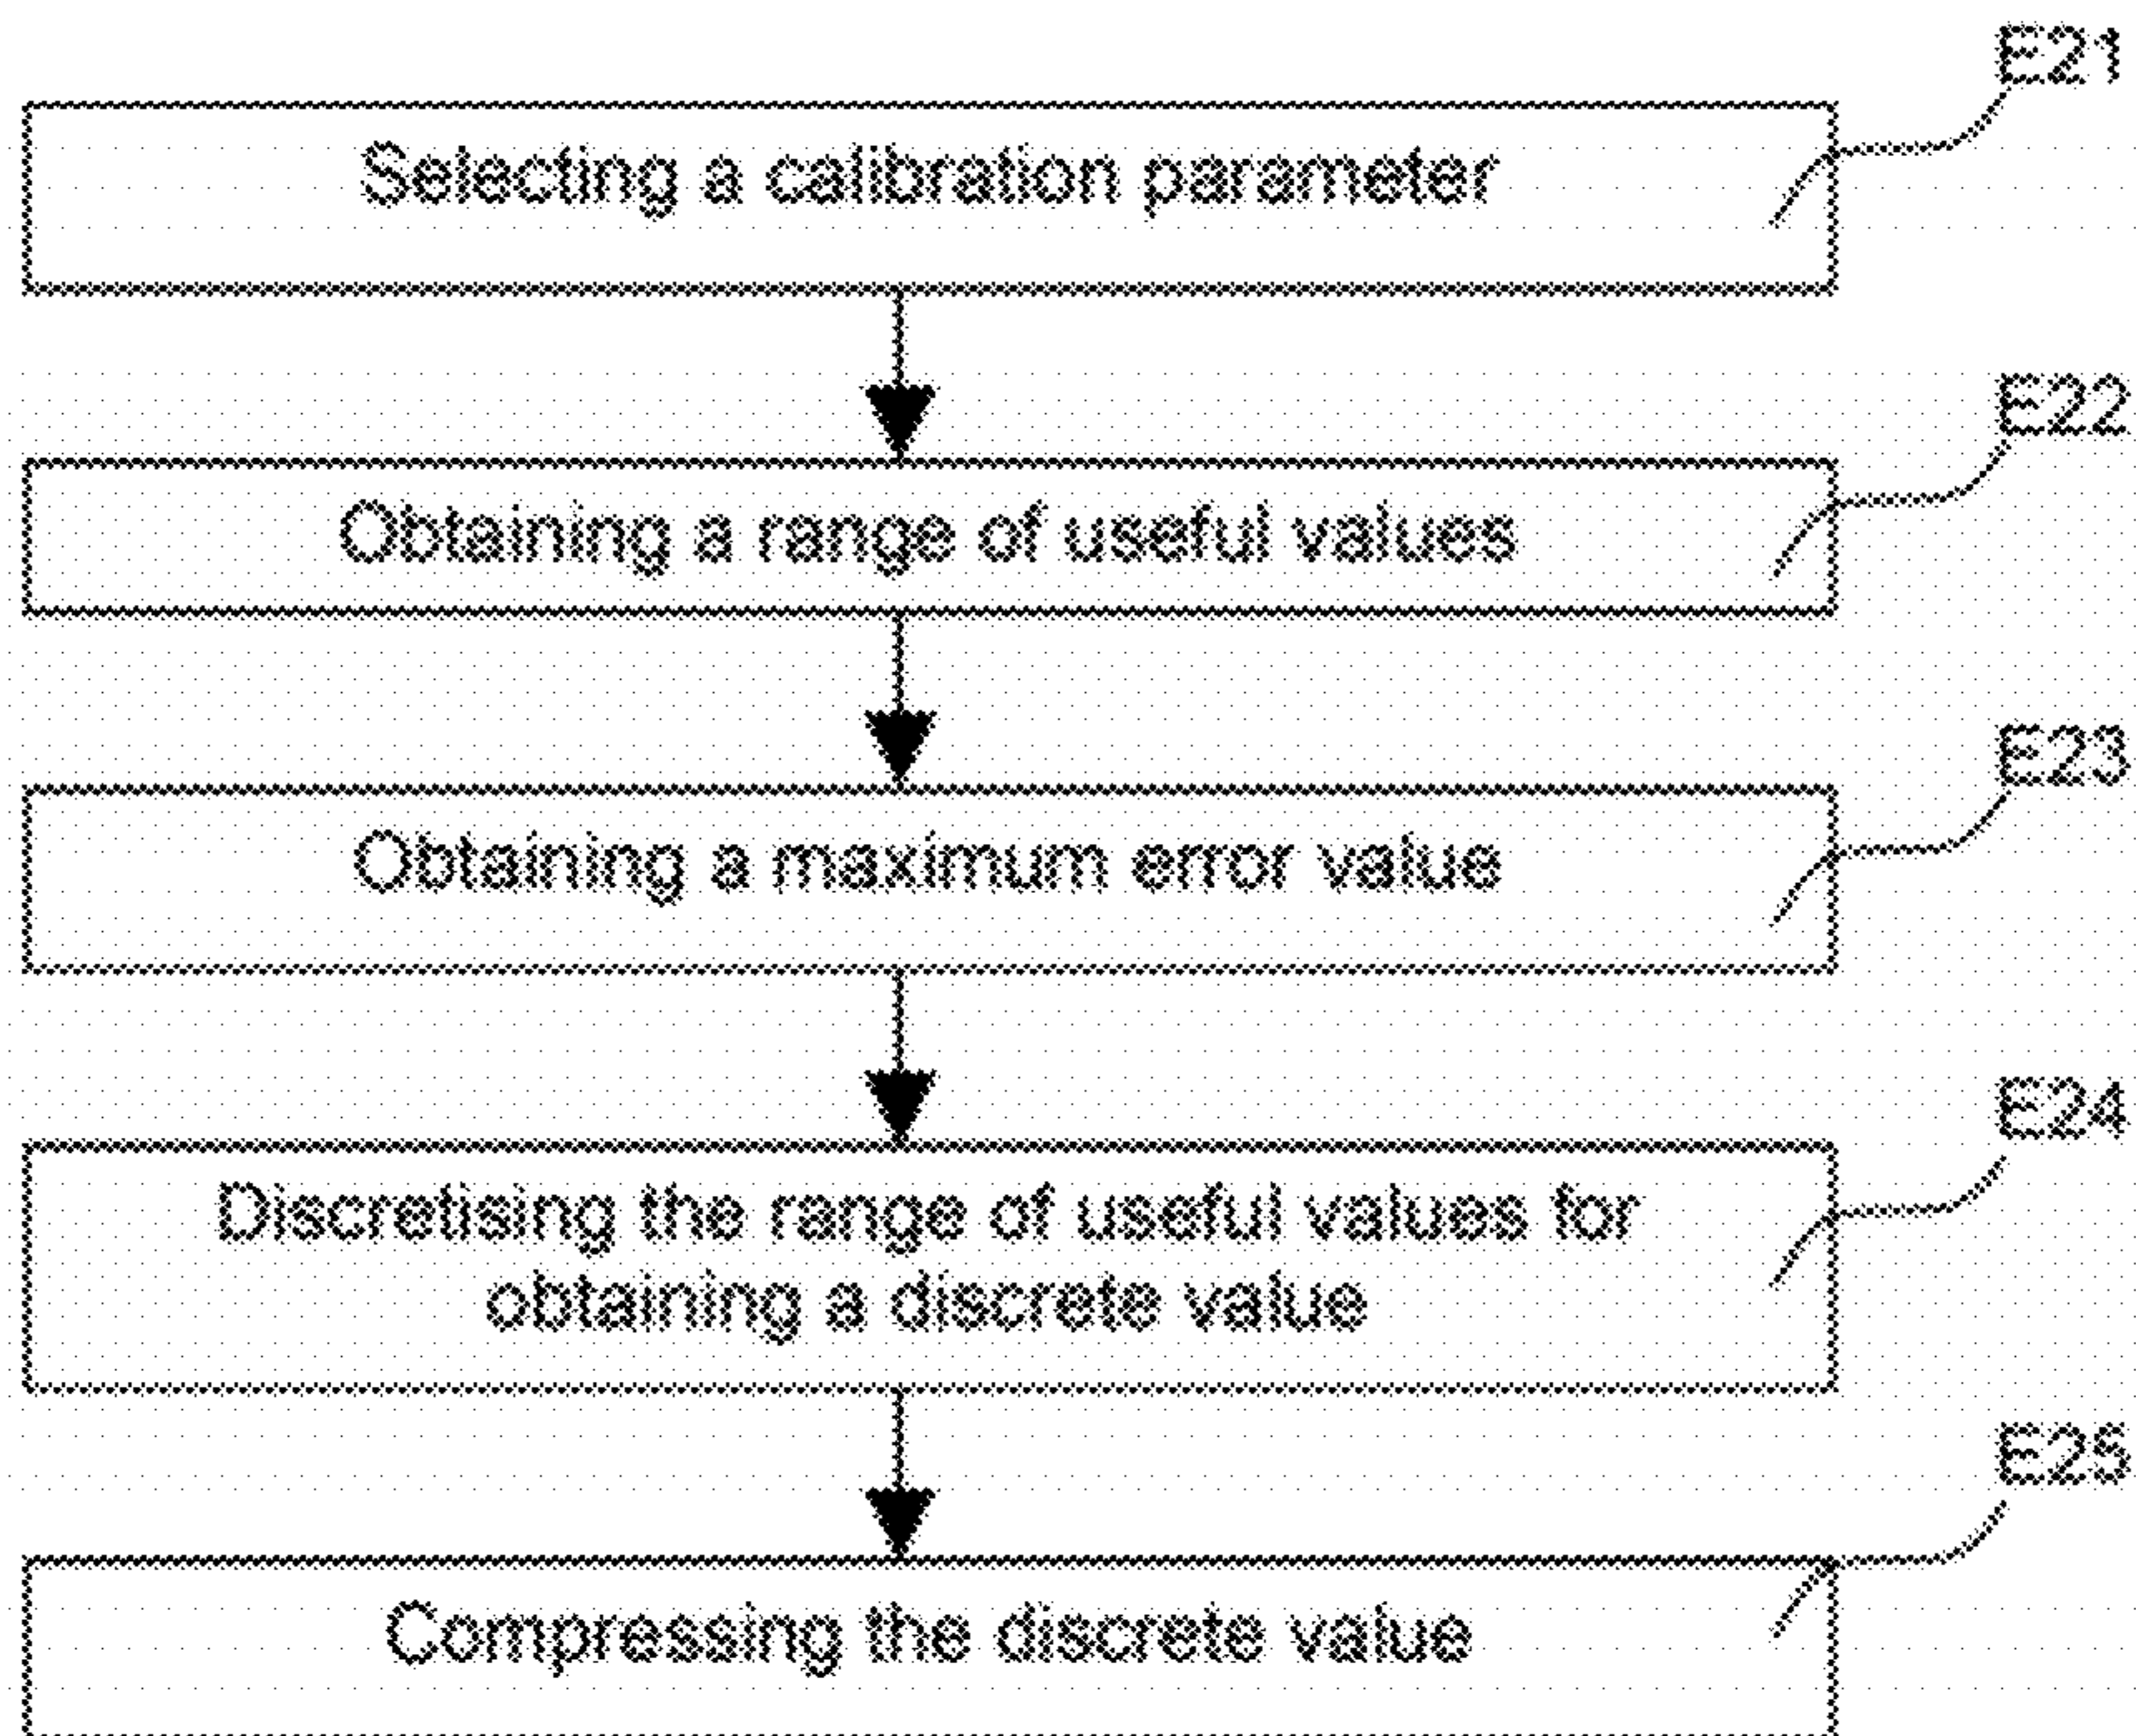 E21
Selecting a calibration parameter
E22
Obtaining a range of useful values
E23
Obtaining a maximum error value
E24
Discretising the range of useful values for
obtaining a discrete value
E25
Compressing the discrete value